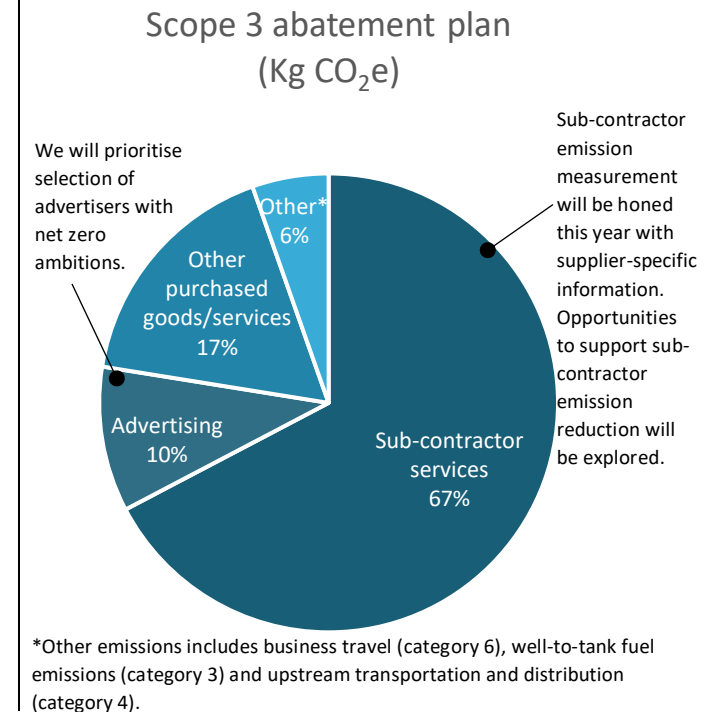 Scope 3 abatement plan
(Kg CO₂e)
We will prioritise
selection of
advertisers with
net zero
ambitions.
Sub-contractor
emission
measurement
will be honed
this year with
supplier-specific
information.
Opportunities
to support sub-
contractor
emission
reduction will
be explored.
Other*
6%
Other
purchased
goods/services
17%
Advertising
10%
Sub-contractor
services
67%
*Other emissions includes business travel (category 6), well-to-tank fuel
emissions (category 3) and upstream transportation and distribution
(category 4).